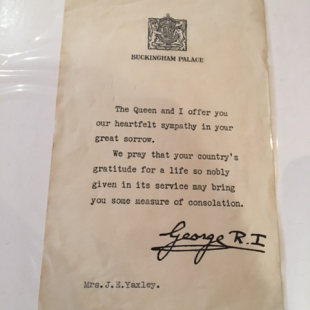 BUCKINGHAM PALACE
The Queen and I offer you
our heartfelt sympathy in your
great sorrow.
We pray that your country's
gratitude for a life so nobly
given in its service may bring
you some measure of consolation.
George R.I
Mrs.J.E.Yaxley.